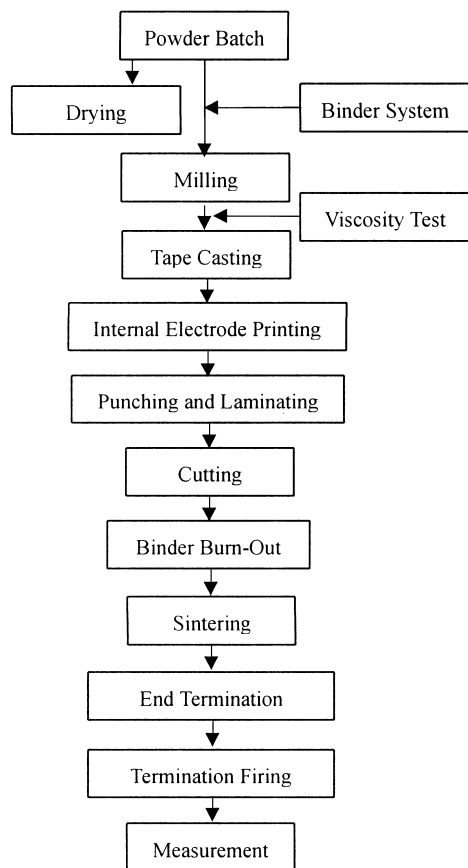 Powder Batch
Drying
Binder System
Milling
Viscosity Test
Tape Casting
Internal Electrode Printing
Punching and Laminating
Cutting
Binder Burn-Out
Sintering
End Termination
Termination Firing
Measurement